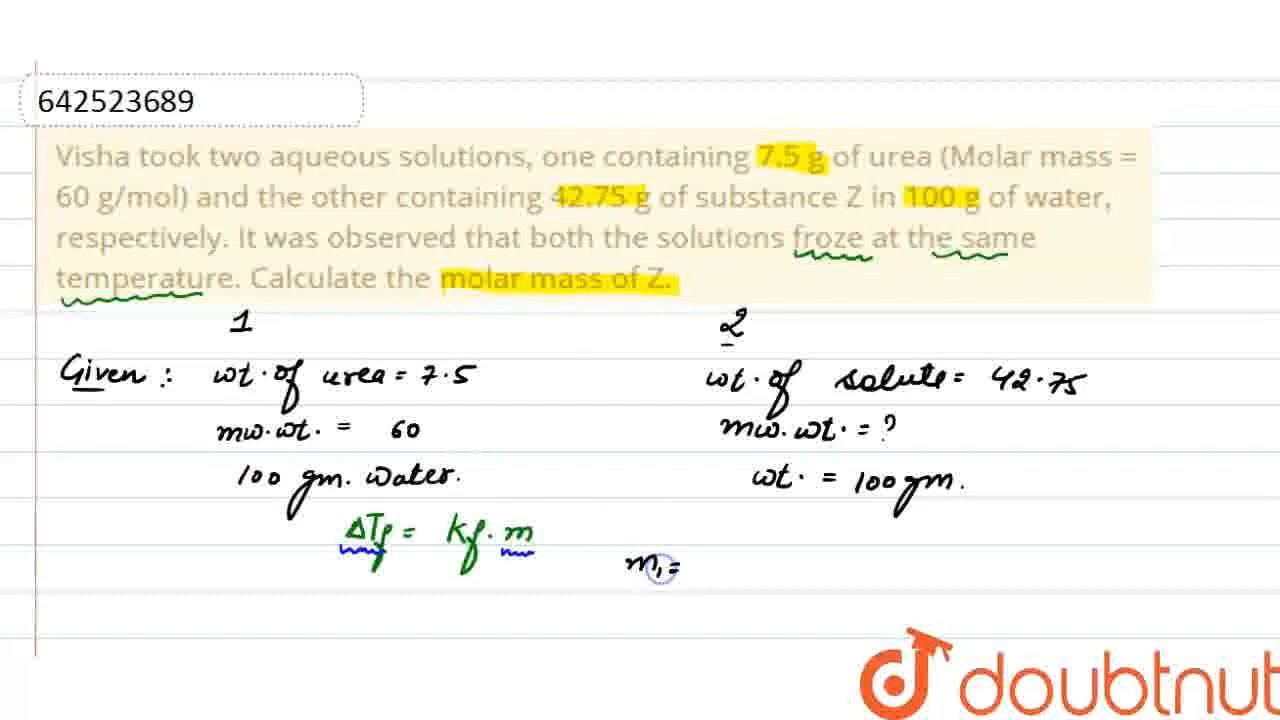 642523689
Visha took two aqueous solutions, one containing 7.5 g of urea (Molar mass =
60 g/mol) and the other containing 42.75 g of substance Z in 100 g of water,
respectively. It was observed that both the solutions froze at the same
temperature. Calculate the molar mass of Z.
1
2
Given : wt. of urea = 7.5
wt. of solute = 42.75
mw. wt. = 60
mw. wt. = ?
100 gm. water.
wt. = 100 gm.
ΔTf = Kf. m
m₁ =
doubtnut